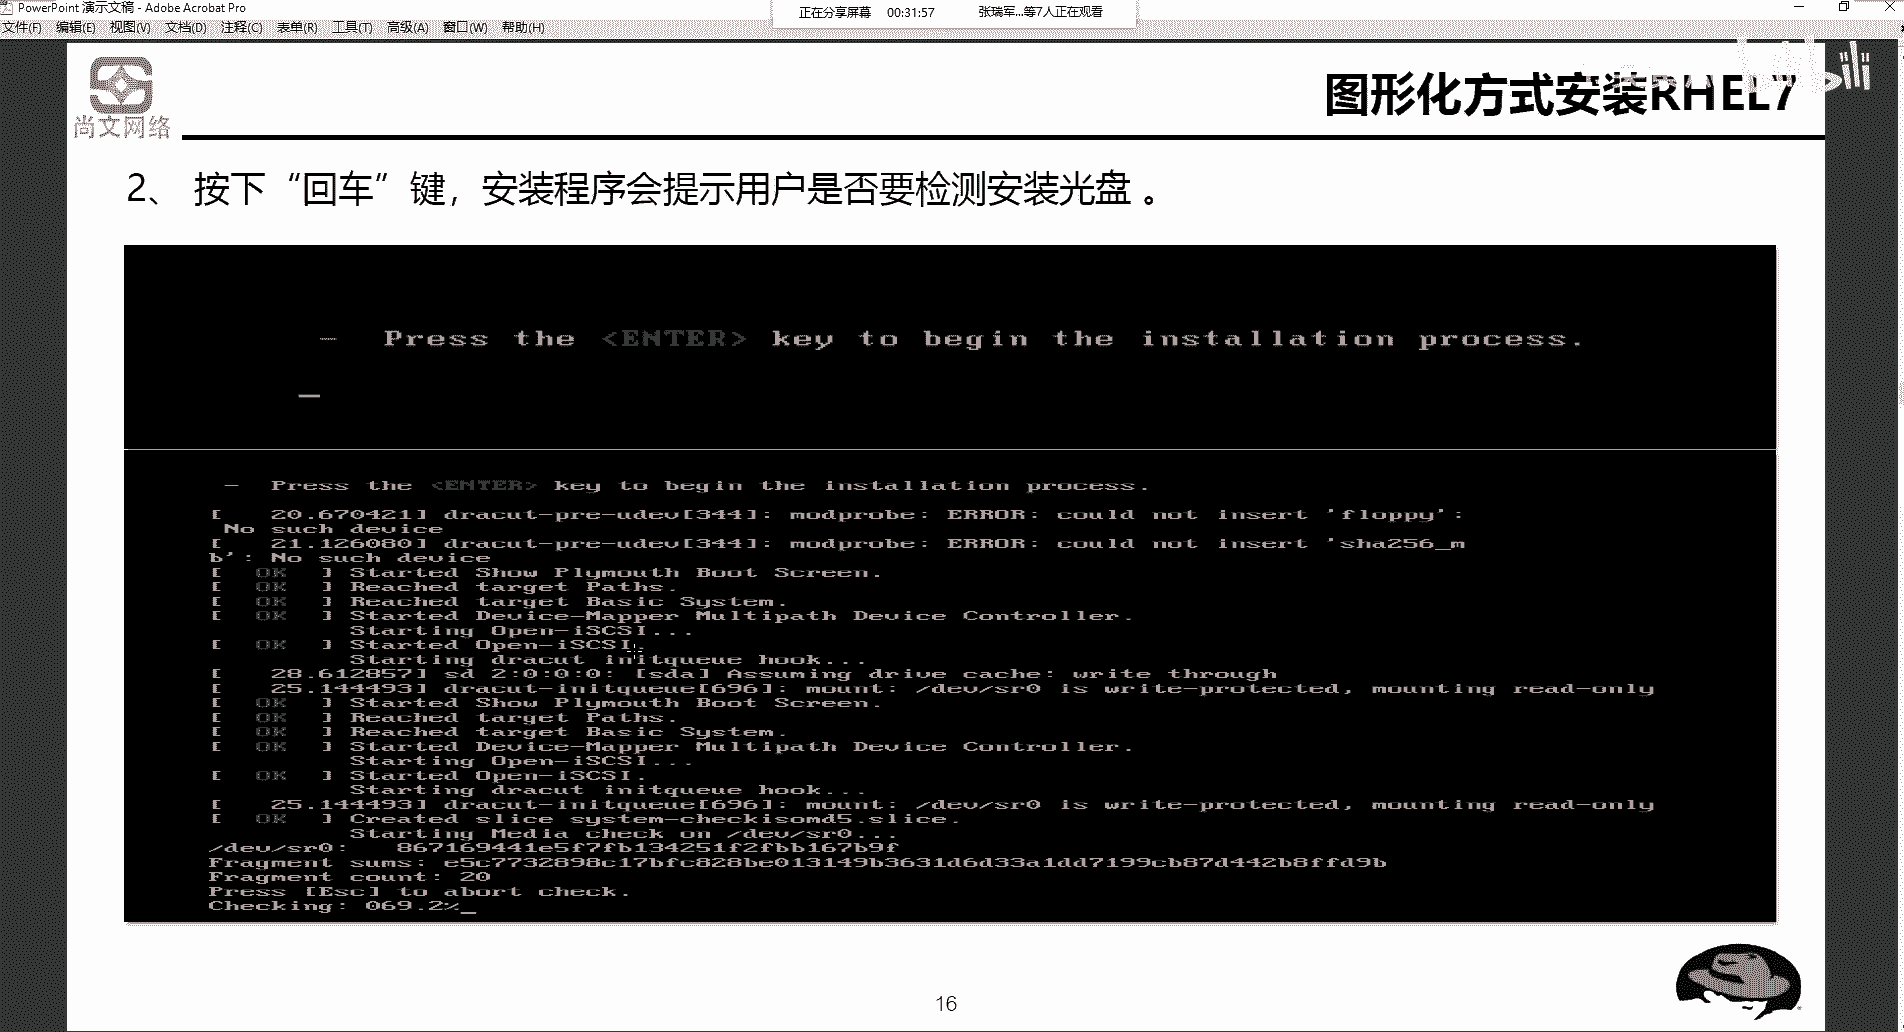 PowerPoint 演示文稿 - Adobe Acrobat Pro
正在分享屏幕 00:31:57 张瑞军...等7人正在观看
文件(F) 编辑(E) 视图(V) 文档(D) 注释(C) 表单(R) 工具(T) 高级(A) 窗口(W) 帮助(H)
尚文网络
图形化方式安装RHEL7
bilibili
2、 按下“回车”键，安装程序会提示用户是否要检测安装光盘 。
- Press the <ENTER> key to begin the installation process.
- Press the <ENTER> key to begin the installation process.
[ 20.670421] dracut-pre-udev[344]: modprobe: ERROR: could not insert 'floppy':
No such device
[ 21.126080] dracut-pre-udev[344]: modprobe: ERROR: could not insert 'sha256_m
b': No such device
[ OK ] Started Show Plymouth Boot Screen.
[ OK ] Reached target Paths.
[ OK ] Reached target Basic System.
[ OK ] Started Device-Mapper Multipath Device Controller.
Starting Open-iSCSI...
[ OK ] Started Open-iSCSI.
Starting dracut initqueue hook...
[ 28.612857] sd 2:0:0:0: [sda] Assuming drive cache: write through
[ 25.144493] dracut-initqueue[696]: mount: /dev/sr0 is write-protected, mounting read-only
[ OK ] Started Show Plymouth Boot Screen.
[ OK ] Reached target Paths.
[ OK ] Reached target Basic System.
[ OK ] Started Device-Mapper Multipath Device Controller.
Starting Open-iSCSI...
[ OK ] Started Open-iSCSI.
Starting dracut initqueue hook...
[ 25.144493] dracut-initqueue[696]: mount: /dev/sr0 is write-protected, mounting read-only
[ OK ] Created slice system-checkisomd5.slice.
Starting Media check on /dev/sr0...
/dev/sr0: 867169441e5f7fb134251f2fbb167b9f
Fragment sums: e5c7732898c17bfc828be013149b3631d6d33a1dd7199cb87d442b8ffd9b
Fragment count: 20
Press [Esc] to abort check.
Checking: 069.2%_
16